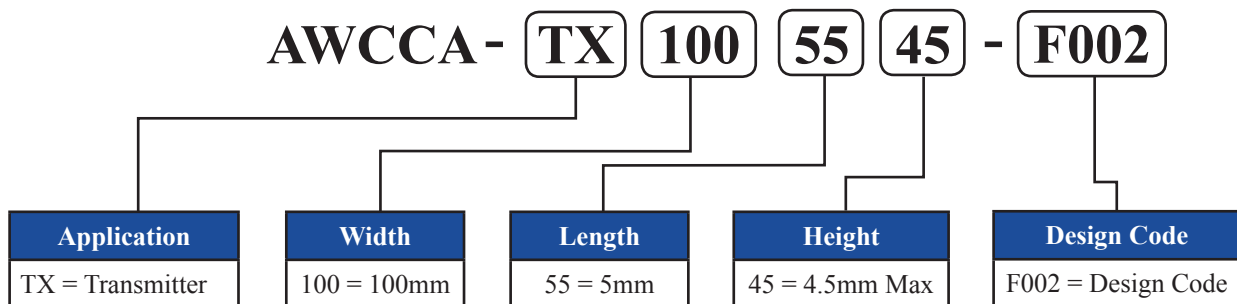 AWCCA - TX 100 55 45 - F002
Application Width Length Height Design Code
TX = Transmitter 100 = 100mm 55 = 5mm 45 = 4.5mm Max F002 = Design Code